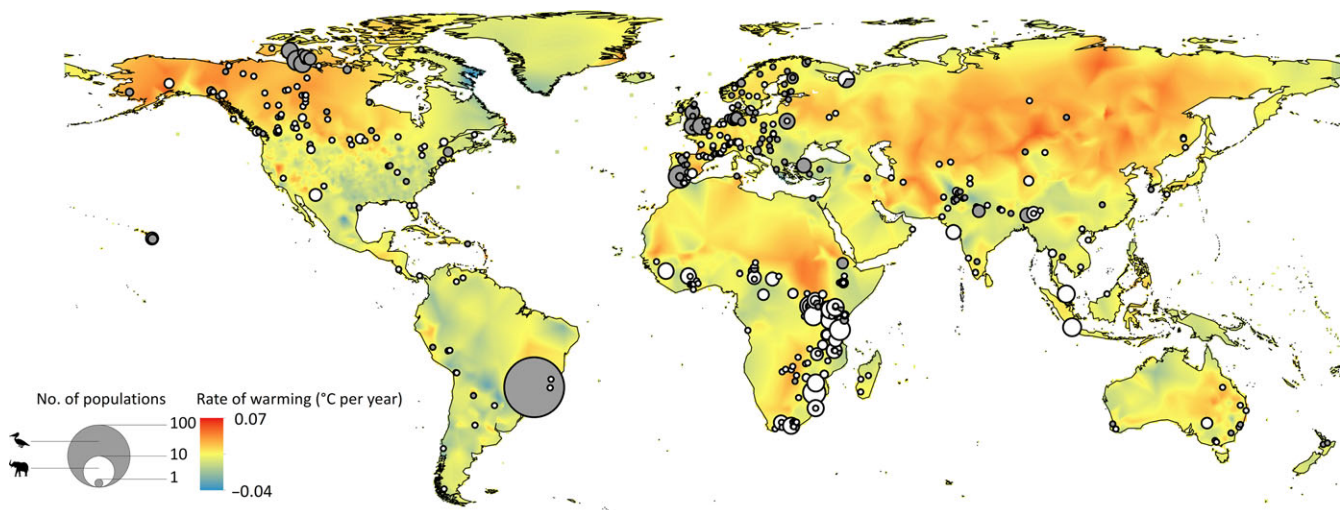 No. of populations
Rate of warming (°C per year)
100
10
1
0.07
−0.04